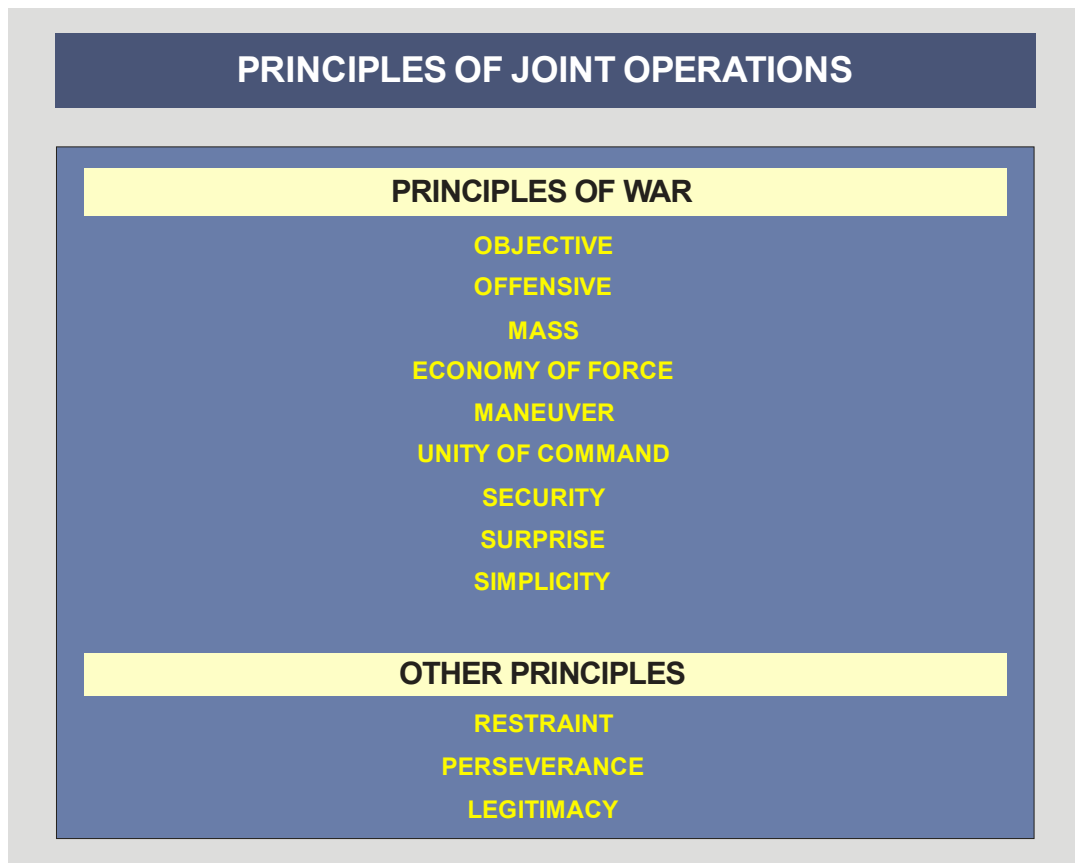 PRINCIPLES OF JOINT OPERATIONS
PRINCIPLES OF WAR
OBJECTIVE
OFFENSIVE
MASS
ECONOMY OF FORCE
MANEUVER
UNITY OF COMMAND
SECURITY
SURPRISE
SIMPLICITY
OTHER PRINCIPLES
RESTRAINT
PERSEVERANCE
LEGITIMACY